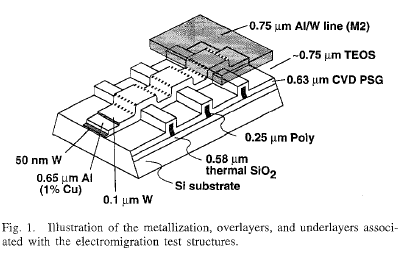 0.75 μm Al/W line (M2)
~0.75 μm TEOS
0.63 μm CVD PSG
0.25 μm Poly
0.58 μm
thermal SiO2
Si substrate
50 nm W
0.65 μm Al
(1% Cu)
0.1 μm W
Fig. 1. Illustration of the metallization, overlayers, and underlayers associ-
ated with the electromigration test structures.